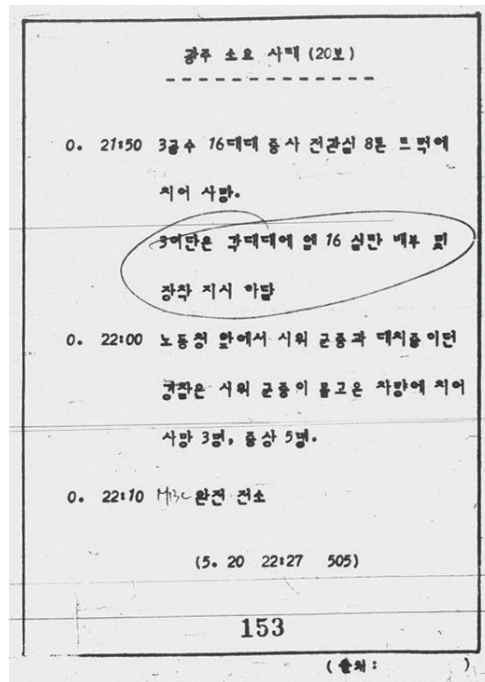 광주 소요 사태 (20보)
0. 21:50 3공수 16대대 중사 전관실 8톤 트럭에
치어 사망.
3여단은 각대대에 엠 16 실탄 배부 및
장착 지시 하달
0. 22:00 노동청 앞에서 시위 군중과 대치중이던
경찰은 시위 군중이 몰고온 차량에 치어
사망 3명, 중상 5명.
0. 22:10 MBC 완전 전소
(5. 20 22:27 505)
153
(출처: )